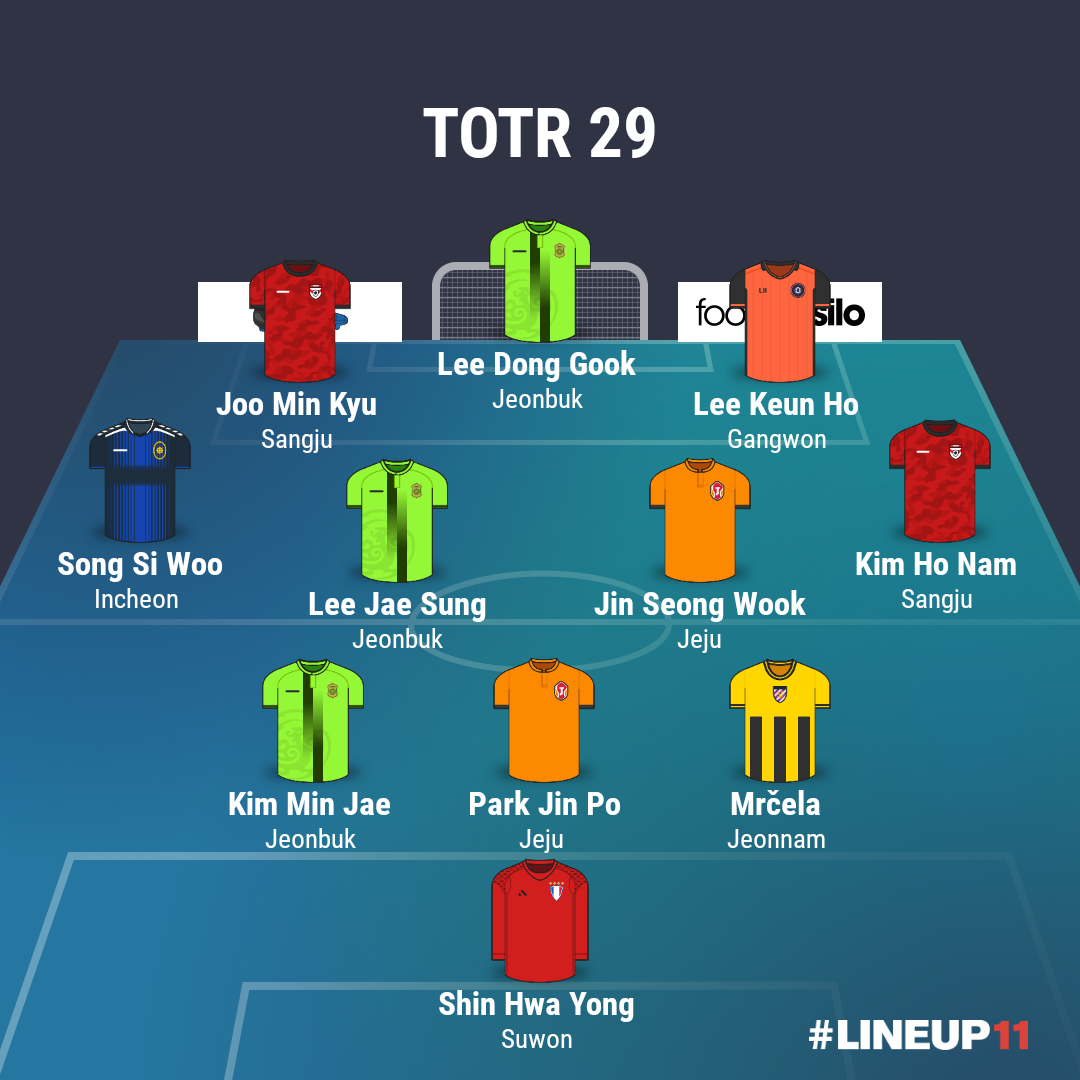 TOTR 29
foo silo
Lee Dong Gook
Jeonbuk
Joo Min Kyu
Sangju
Lee Keun Ho
Gangwon
Song Si Woo
Incheon
Kim Ho Nam
Sangju
Lee Jae Sung
Jeonbuk
Jin Seong Wook
Jeju
Kim Min Jae
Jeonbuk
Park Jin Po
Jeju
Mrčela
Jeonnam
Shin Hwa Yong
Suwon
#LINEUP11